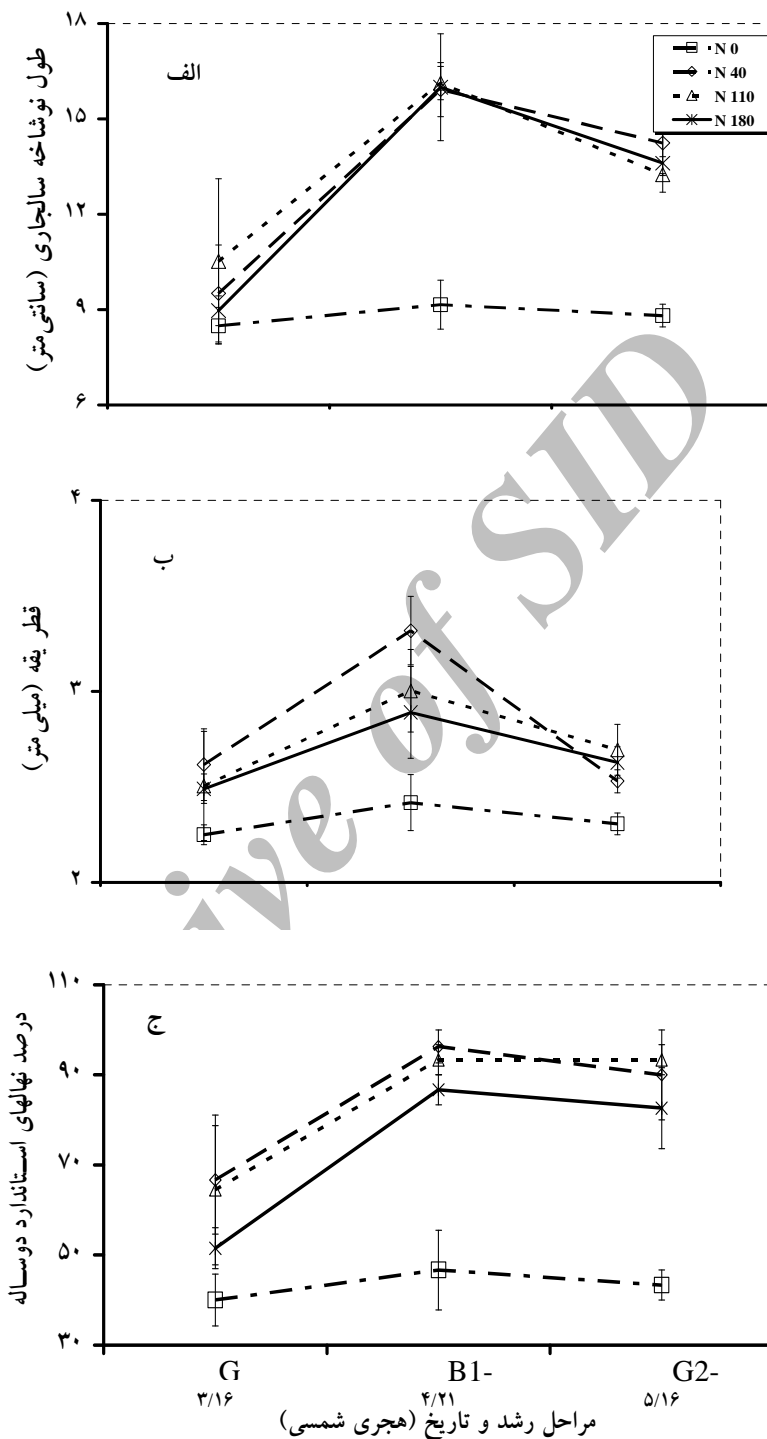 ۱۸
۱۵
۱۲
۹
۶
طول نوشاخه سالجاری (سانتی‌متر)
الف
N 0
N 40
N 110
N 180
۴
۳
۲
قطر یقه (میلی متر)
ب
۱۱۰
۹۰
۷۰
۵۰
۳۰
درصد نهالهای استاندارد دوساله
ج
G B1- G2-
۳/۱۶ ۴/۲۱ ۵/۱۶
مراحل رشد و تاریخ (هجری شمسی)
ive of SID